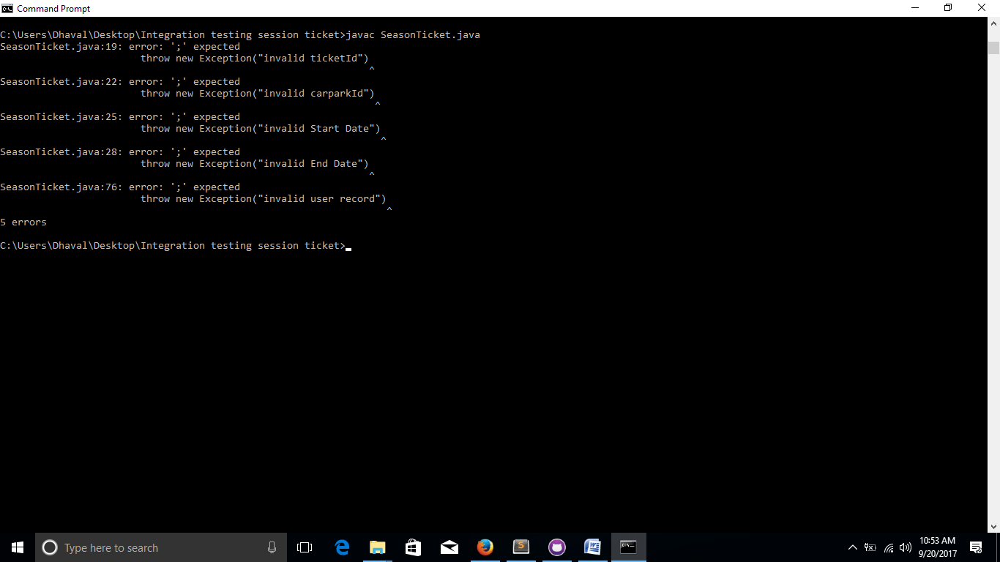 Command Prompt
C:\Users\Dhaval\Desktop\Integration testing session ticket>javac SeasonTicket.java
SeasonTicket.java:19: error: ';' expected
                        throw new Exception("invalid ticketId")
                                                               ^
SeasonTicket.java:22: error: ';' expected
                        throw new Exception("invalid carparkId")
                                                                ^
SeasonTicket.java:25: error: ';' expected
                        throw new Exception("invalid Start Date")
                                                                 ^
SeasonTicket.java:28: error: ';' expected
                        throw new Exception("invalid End Date")
                                                               ^
SeasonTicket.java:76: error: ';' expected
                        throw new Exception("invalid user record")
                                                                  ^
5 errors
C:\Users\Dhaval\Desktop\Integration testing session ticket>
Type here to search
10:53 AM
9/20/2017